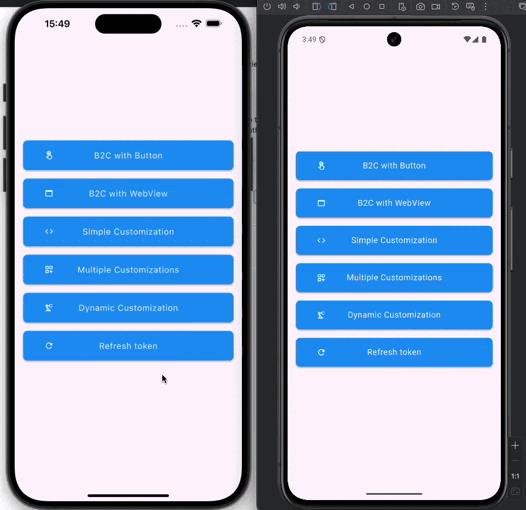 15:49
B2C with Button
B2C with WebView
Simple Customization
Multiple Customizations
Dynamic Customization
Refresh token
3:49
B2C with Button
B2C with WebView
Simple Customization
Multiple Customizations
Dynamic Customization
Refresh token
1:1